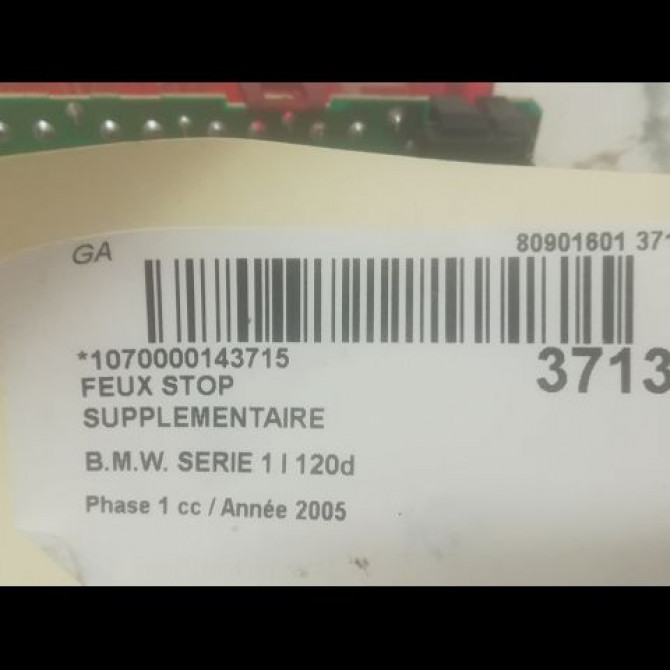 GA
80901601 371
*1070000143715
3713
FEUX STOP
SUPPLEMENTAIRE
B.M.W. SERIE 1 I 120d
Phase 1 cc / Année 2005